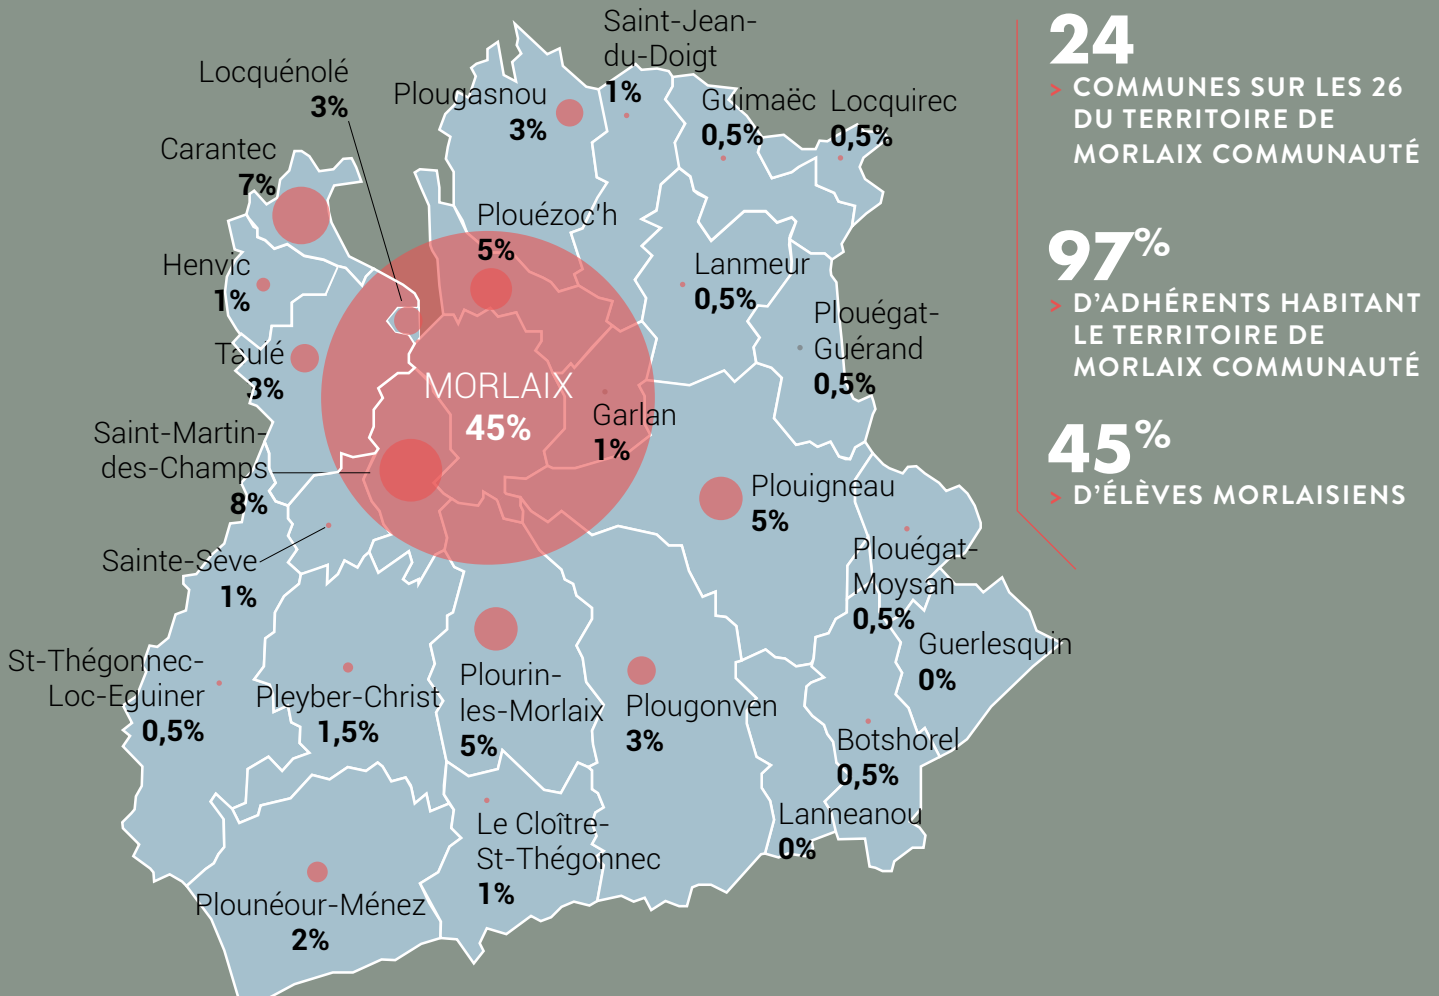 Saint-Jean-
du-Doigt
1%
Locquénolé
3%
Plougasnou
3%
Guimaëc
0,5%
Locquirec
0,5%
Carantec
7%
Plouézoc'h
5%
Henvic
1%
Lanmeur
0,5%
Plouégat-
Guérand
0,5%
Taulé
3%
MORLAIX
45%
Garlan
1%
Saint-Martin-
des-Champs
8%
Plouigneau
5%
Sainte-Sève
1%
Plouégat-
Moysan
0,5%
Guerlesquin
0%
St-Thégonnec-
Loc-Eguiner
0,5%
Pleyber-Christ
1,5%
Plourin-
les-Morlaix
5%
Plougonven
3%
Botshorel
0,5%
Lanneanou
0%
Le Cloître-
St-Thégonnec
1%
Plounéour-Ménez
2%
24
> COMMUNES SUR LES 26
DU TERRITOIRE DE
MORLAIX COMMUNAUTÉ
97%
> D'ADHÉRENTS HABITANT
LE TERRITOIRE DE
MORLAIX COMMUNAUTÉ
45%
> D'ÉLÈVES MORLAISIENS